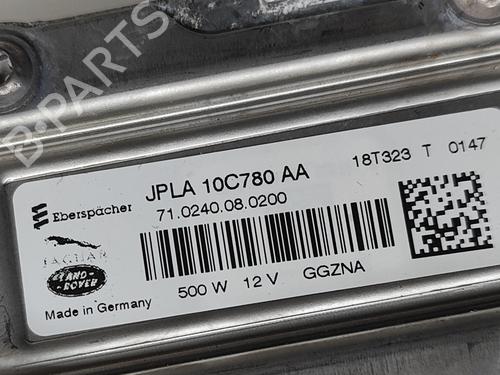 B-PARTS
JPLA 10C780 AA
18T323 T 0147
Eberspächer
71.0240.08.0200
JAGUAR
LAND-
ROVER
500 W 12 V GGZNA
Made in Germany